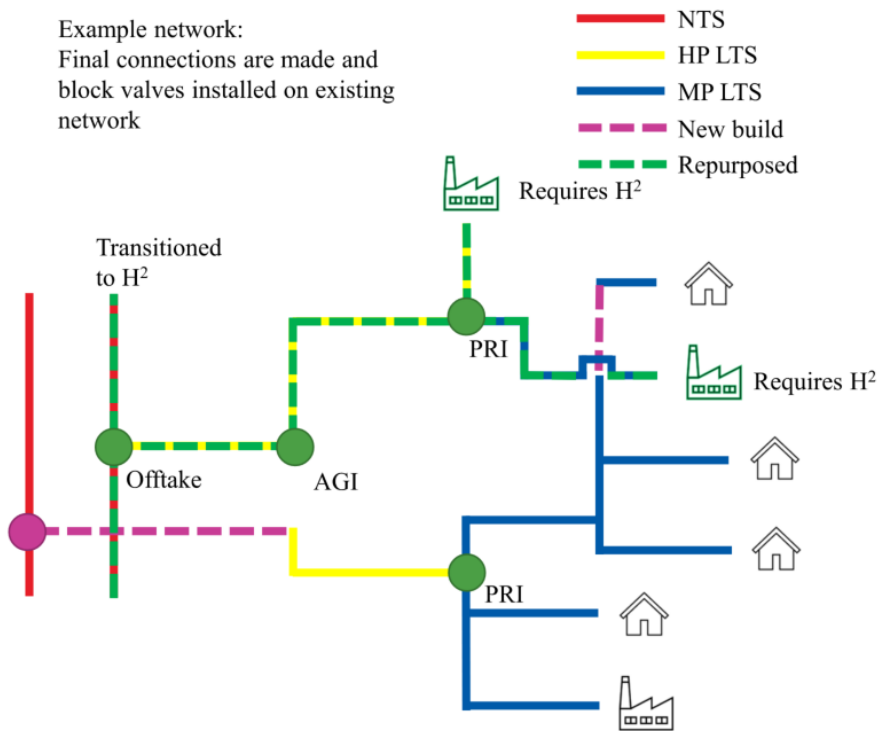 Example network:
Final connections are made and
block valves installed on existing
network
NTS
HP LTS
MP LTS
New build
Repurposed
Requires H²
Transitioned
to H²
PRI
Requires H²
Offtake
AGI
PRI